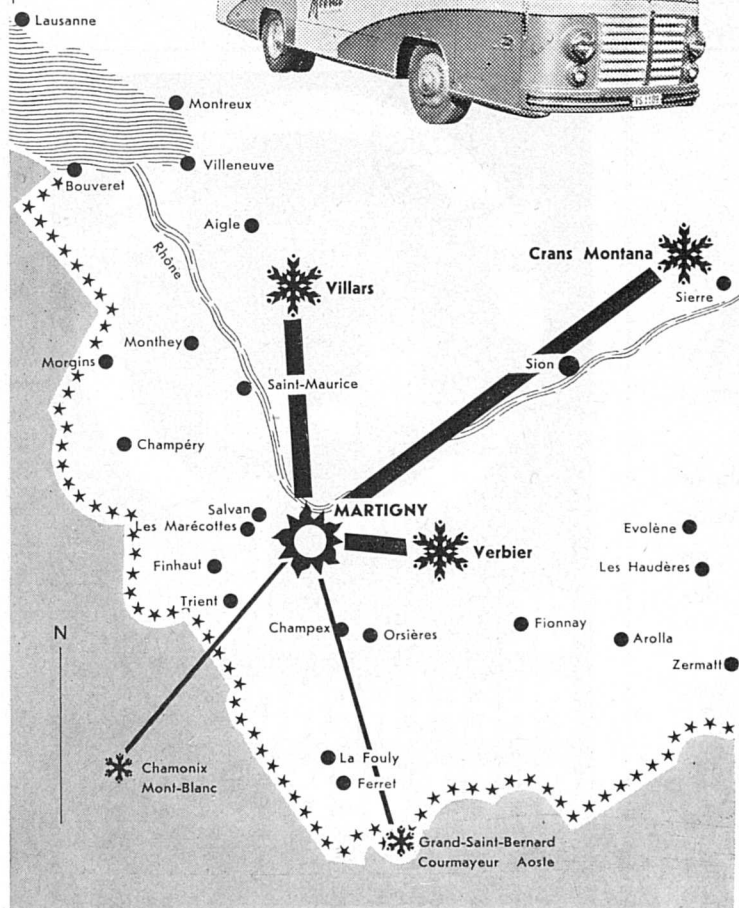 Lausanne
Montreux
Villeneuve
Bouveret
Aigle
Rhône
Crans Montana
Villars
Sierre
Monthey
Morgins
Sion
Saint-Maurice
Champéry
Salvan
MARTIGNY
Les Marécottes
Evolène
Verbier
Finhaut
Les Haudères
Trient
Champex
Orsières
Fionnay
N
Arolla
Zermatt
La Fouly
Chamonix
Mont-Blanc
Ferret
Grand-Saint-Bernard
Courmayeur Aoste